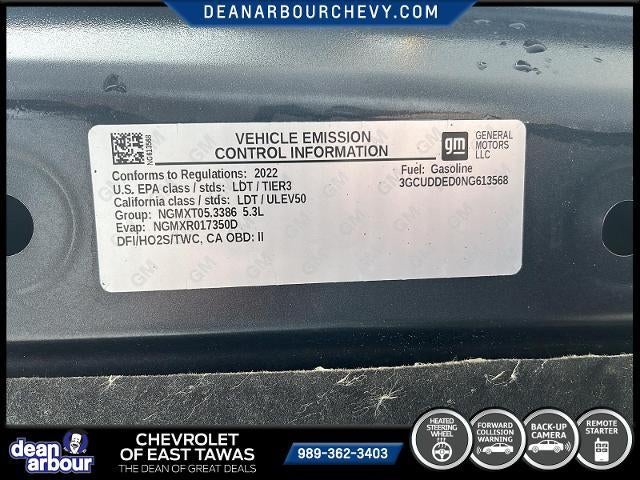 DEANARBOURCHEVY.COM
NG613568
VEHICLE EMISSION
CONTROL INFORMATION
gm
GENERAL
MOTORS
LLC
Conforms to Regulations: 2022
U.S. EPA class / stds: LDT / TIER3
California class / stds: LDT / ULEV50
Group: NGMXT05.3386 5.3L
Evap: NGMXR017350D
DFI/HO2S/TWC, CA OBD: II
Fuel: Gasoline
3GCUDDED0NG613568
dean
arbour
CHEVROLET
OF EAST TAWAS
THE DEAN OF GREAT DEALS
989-362-3403
HEATED
STEERING
WHEEL
FORWARD
COLLISION
WARNING
BACK-UP
CAMERA
REMOTE
STARTER